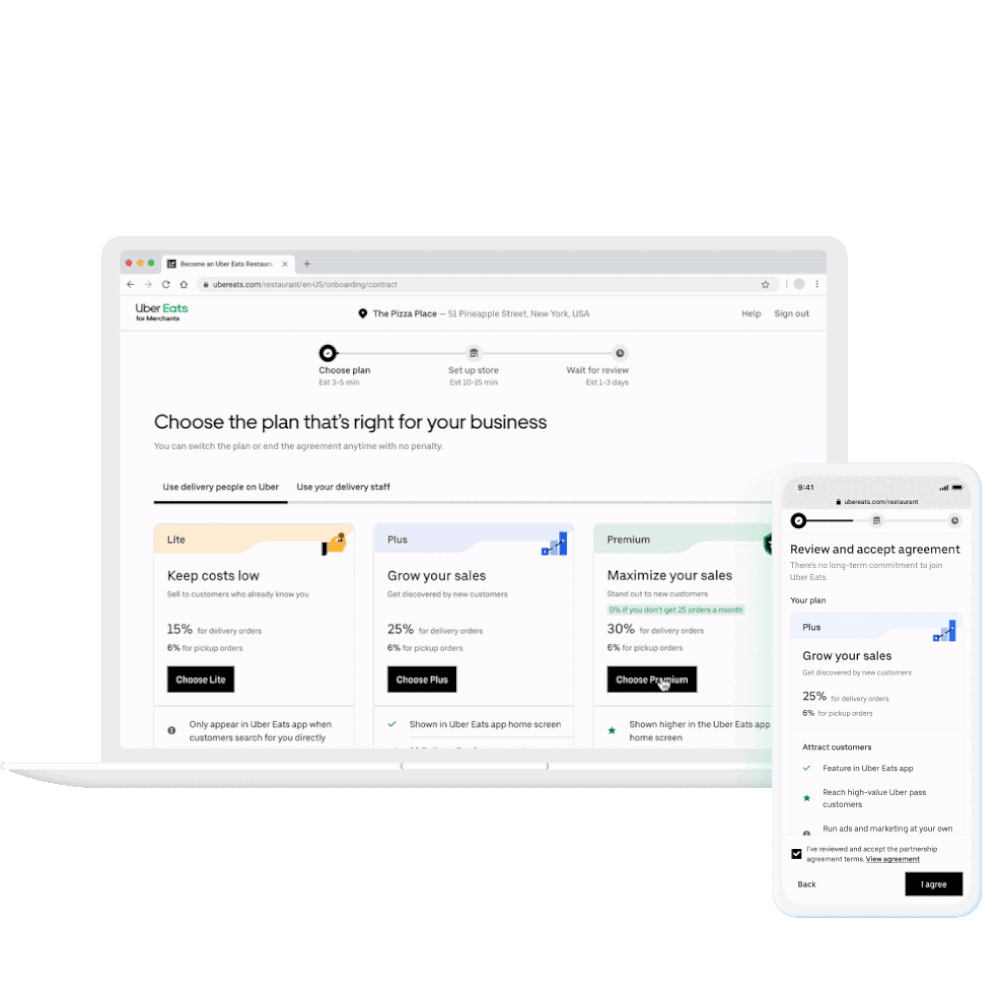 Become an Uber Eats Restaura
ubereats.com/restaurant/en-US/onboarding/contract
Uber Eats
for Merchants
The Pizza Place – 51 Pineapple Street, New York, USA
Help
Sign out
Choose plan
Est 3-5 min
Set up store
Est 10-15 min
Wait for review
Est 1-3 days
Choose the plan that's right for your business
You can switch the plan or end the agreement anytime with no penalty.
Use delivery people on Uber
Use your delivery staff
Lite
Keep costs low
Sell to customers who already know you
15% for delivery orders
6% for pickup orders
Choose Lite
Only appear in Uber Eats app when
customers search for you directly
Plus
Grow your sales
Get discovered by new customers
25% for delivery orders
6% for pickup orders
Choose Plus
Shown in Uber Eats app home screen
Premium
Maximize your sales
Stand out to new customers
0% if you don't get 25 orders a month
30% for delivery orders
6% for pickup orders
Choose Premium
Shown higher in the Uber Eats app
home screen
9:41
ubereats.com/restaurant
Review and accept agreement
There's no long-term commitment to join
Uber Eats.
Your plan
Plus
Grow your sales
Get discovered by new customers
25% for delivery orders
6% for pickup orders
Attract customers
Feature in Uber Eats app
Reach high-value Uber pass
customers
Run ads and marketing at your own
I've reviewed and accept the partnership
agreement terms. View agreement
Back
I agree